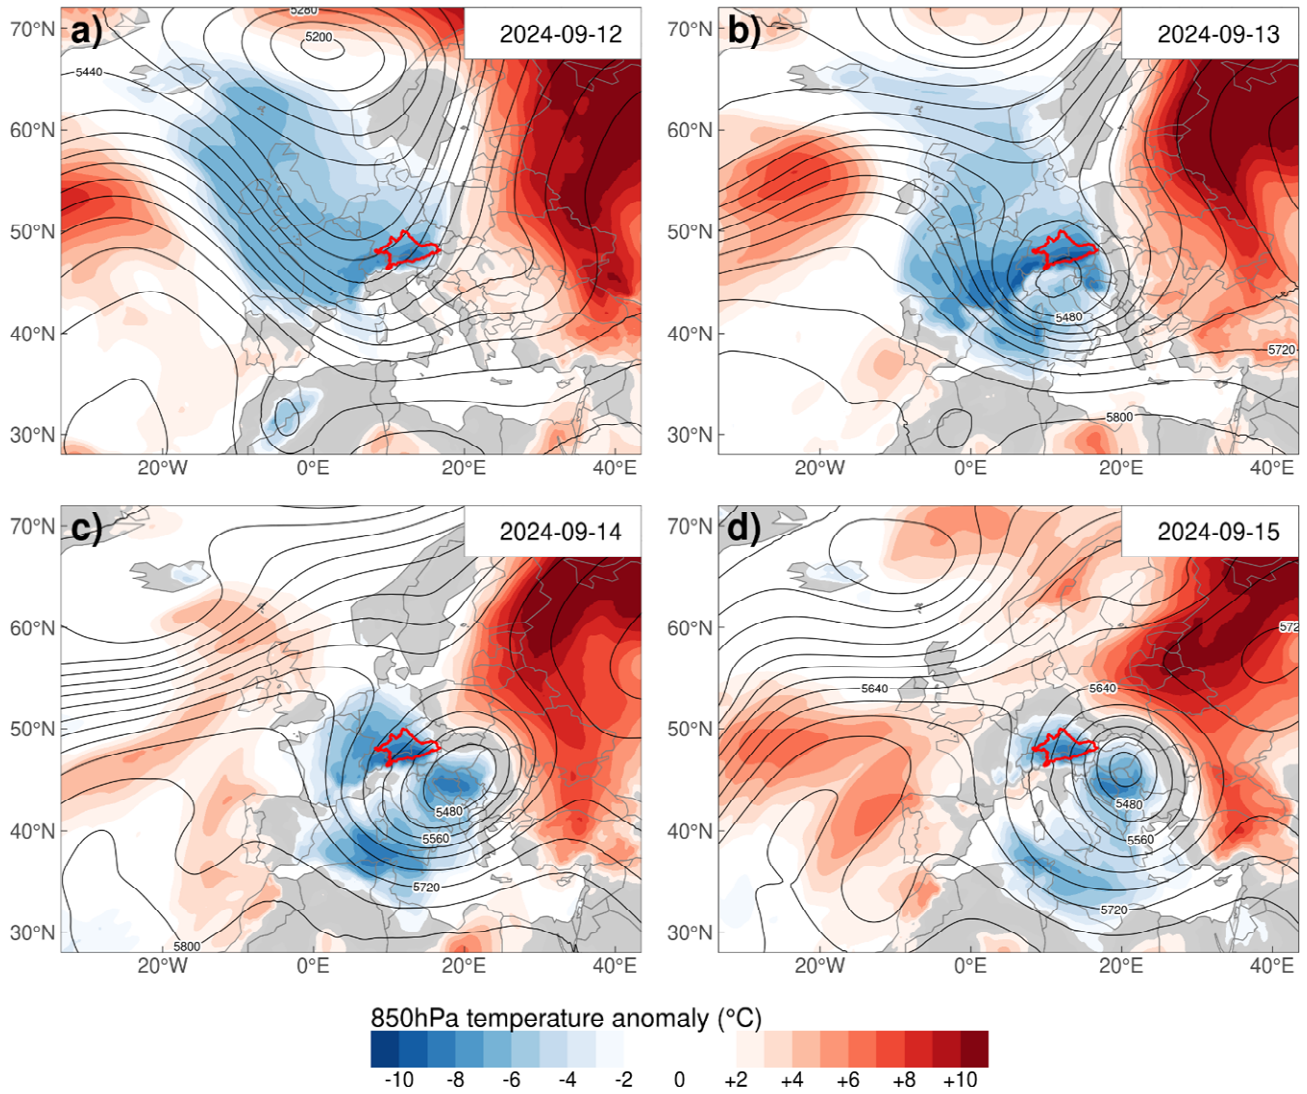 a)
2024-09-12
5280
5200
5440
70°N
60°N
50°N
40°N
30°N
20°W
0°E
20°E
40°E
b)
2024-09-13
5480
5720
5800
70°N
60°N
50°N
40°N
30°N
20°W
0°E
20°E
40°E
c)
2024-09-14
5480
5560
5720
5800
70°N
60°N
50°N
40°N
30°N
20°W
0°E
20°E
40°E
d)
2024-09-15
572
5640
5640
5480
5560
5720
70°N
60°N
50°N
40°N
30°N
20°W
0°E
20°E
40°E
850hPa temperature anomaly (°C)
-10 -8 -6 -4 -2 0 +2 +4 +6 +8 +10